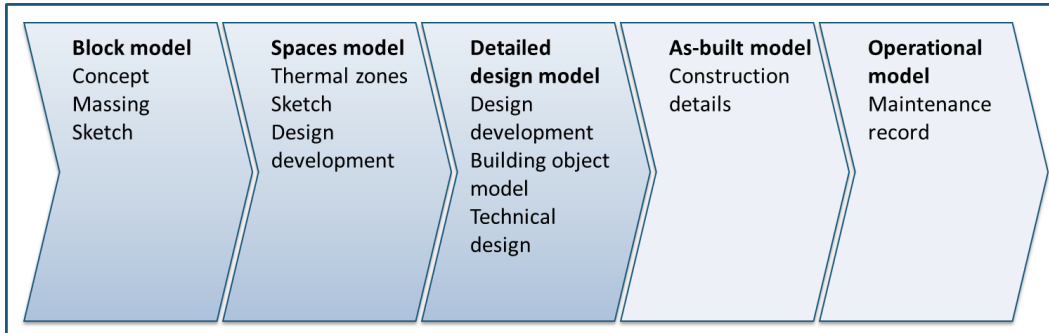 Block model
Concept
Massing
Sketch
Spaces model
Thermal zones
Sketch
Design
development
Detailed
design model
Design
development
Building object
model
Technical
design
As-built model
Construction
details
Operational
model
Maintenance
record